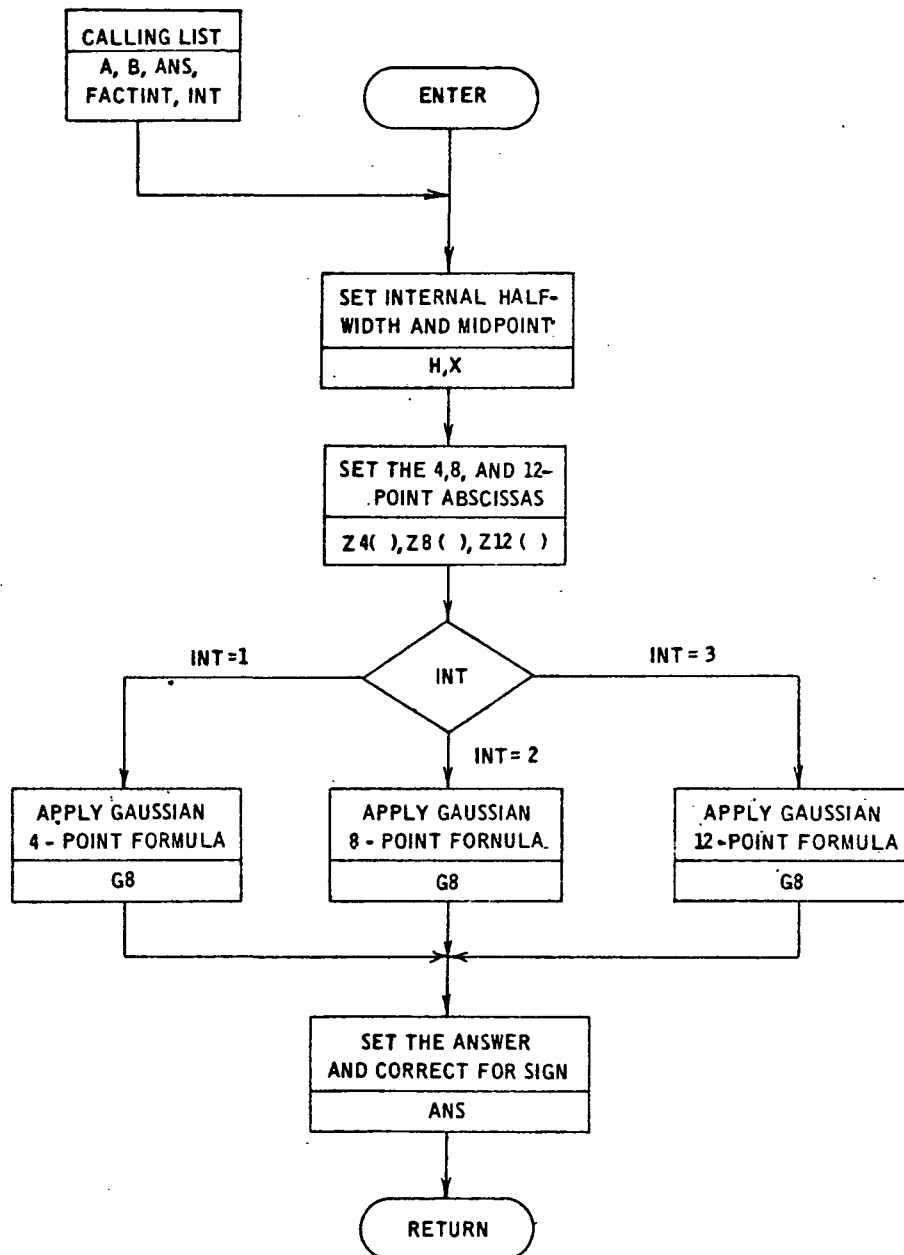 CALLING LIST
A, B, ANS,
FACTINT, INT
ENTER
SET INTERNAL HALF-
WIDTH AND MIDPOINT
H,X
SET THE 4,8, AND 12-
POINT ABSCISSAS
Z4( ),Z8( ),Z12( )
INT
INT=1
INT=2
INT=3
APPLY GAUSSIAN
4-POINT FORMULA
G8
APPLY GAUSSIAN
8-POINT FORNULA
G8
APPLY GAUSSIAN
12-POINT FORMULA
G8
SET THE ANSWER
AND CORRECT FOR SIGN
ANS
RETURN